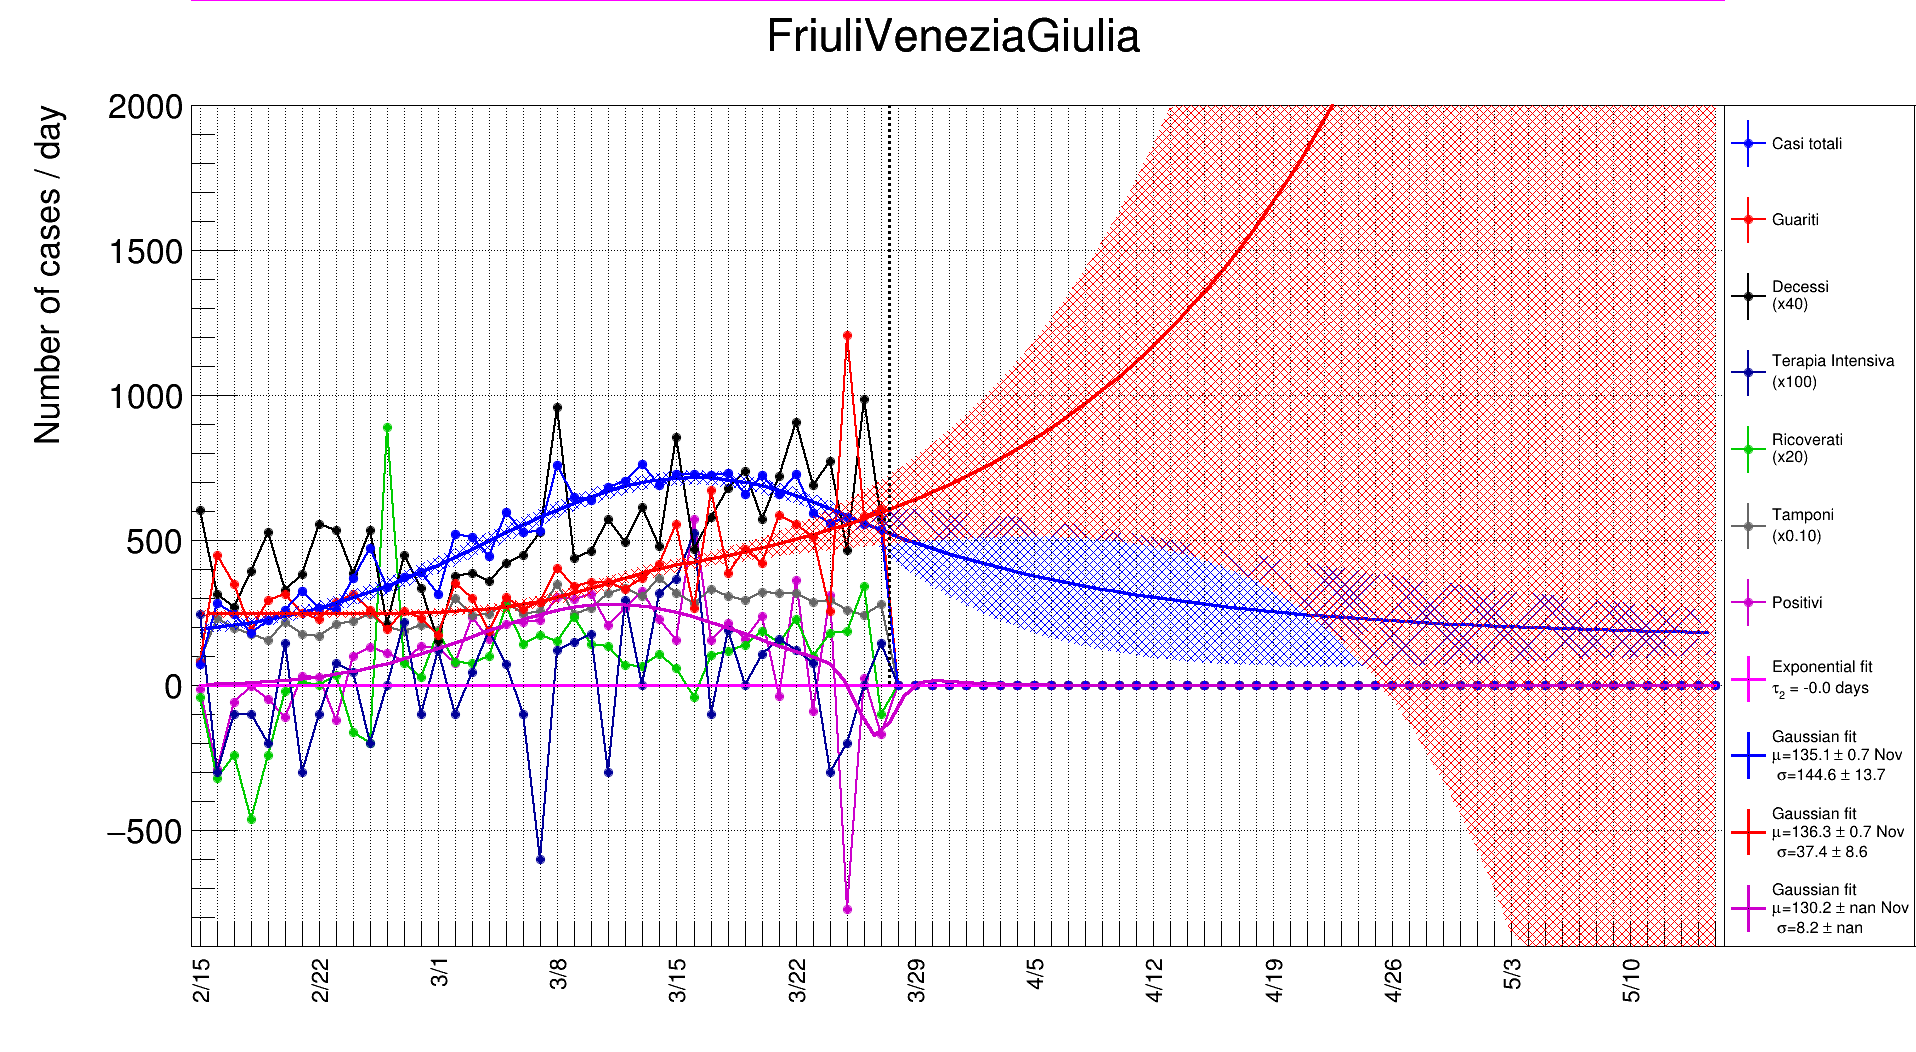 FriuliVeneziaGiulia
Number of cases / day
2000
1500
1000
500
0
−500
2/15
2/22
3/1
3/8
3/15
3/22
3/29
4/5
4/12
4/19
4/26
5/3
5/10
Casi totali
Guariti
Decessi
(x40)
Terapia Intensiva
(x100)
Ricoverati
(x20)
Tamponi
(x0.10)
Positivi
Exponential fit
τ2 = -0.0 days
Gaussian fit
μ=135.1 ± 0.7 Nov
σ=144.6 ± 13.7
Gaussian fit
μ=136.3 ± 0.7 Nov
σ=37.4 ± 8.6
Gaussian fit
μ=130.2 ± nan Nov
σ=8.2 ± nan